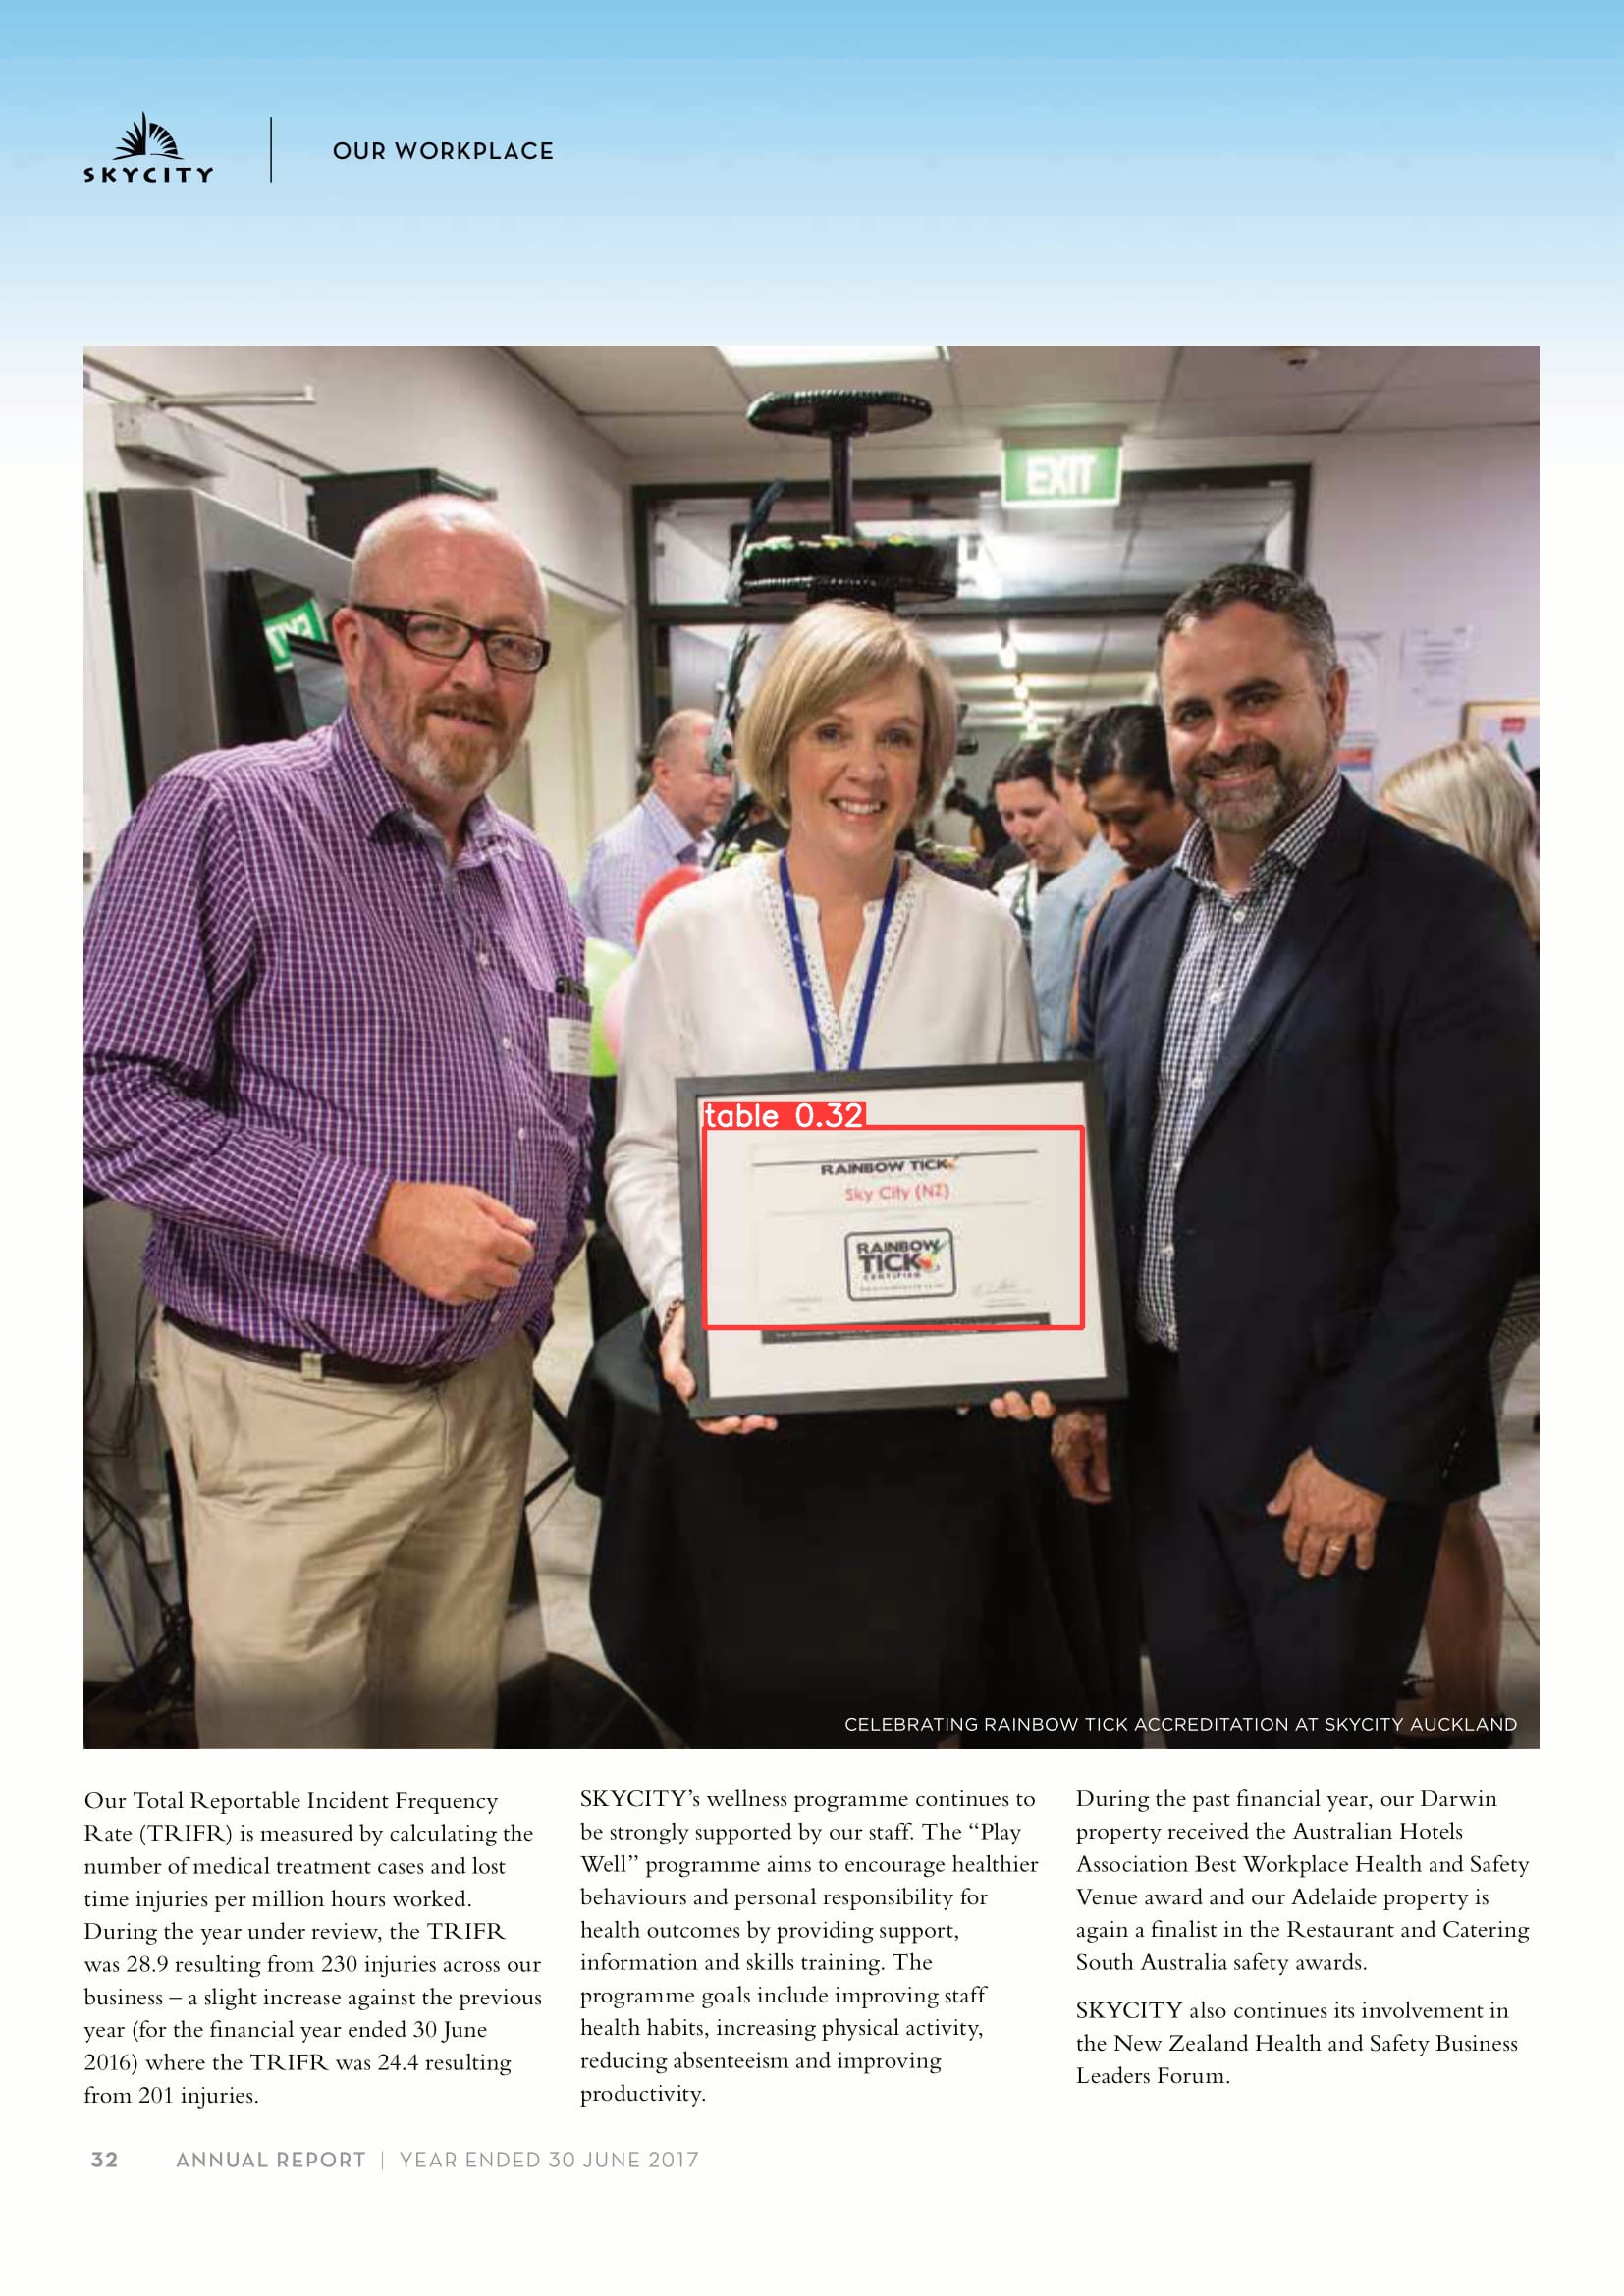 SKYCITY
OUR WORKPLACE
EXIT
table 0.32
RAINBOW TICK
Sky City (NZ)
RAINBOW
TICK
CERTIFIED
CELEBRATING RAINBOW TICK ACCREDITATION AT SKYCITY AUCKLAND
Our Total Reportable Incident Frequency
Rate (TRIFR) is measured by calculating the
number of medical treatment cases and lost
time injuries per million hours worked.
During the year under review, the TRIFR
was 28.9 resulting from 230 injuries across our
business – a slight increase against the previous
year (for the financial year ended 30 June
2016) where the TRIFR was 24.4 resulting
from 201 injuries.
SKYCITY’s wellness programme continues to
be strongly supported by our staff. The “Play
Well” programme aims to encourage healthier
behaviours and personal responsibility for
health outcomes by providing support,
information and skills training. The
programme goals include improving staff
health habits, increasing physical activity,
reducing absenteeism and improving
productivity.
During the past financial year, our Darwin
property received the Australian Hotels
Association Best Workplace Health and Safety
Venue award and our Adelaide property is
again a finalist in the Restaurant and Catering
South Australia safety awards.
SKYCITY also continues its involvement in
the New Zealand Health and Safety Business
Leaders Forum.
32 ANNUAL REPORT | YEAR ENDED 30 JUNE 2017